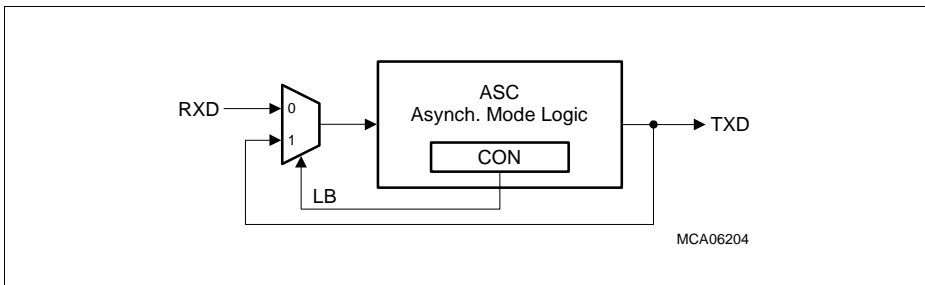 ASC
Asynch. Mode Logic
RXD
0
1
TXD
CON
LB
MCA06204